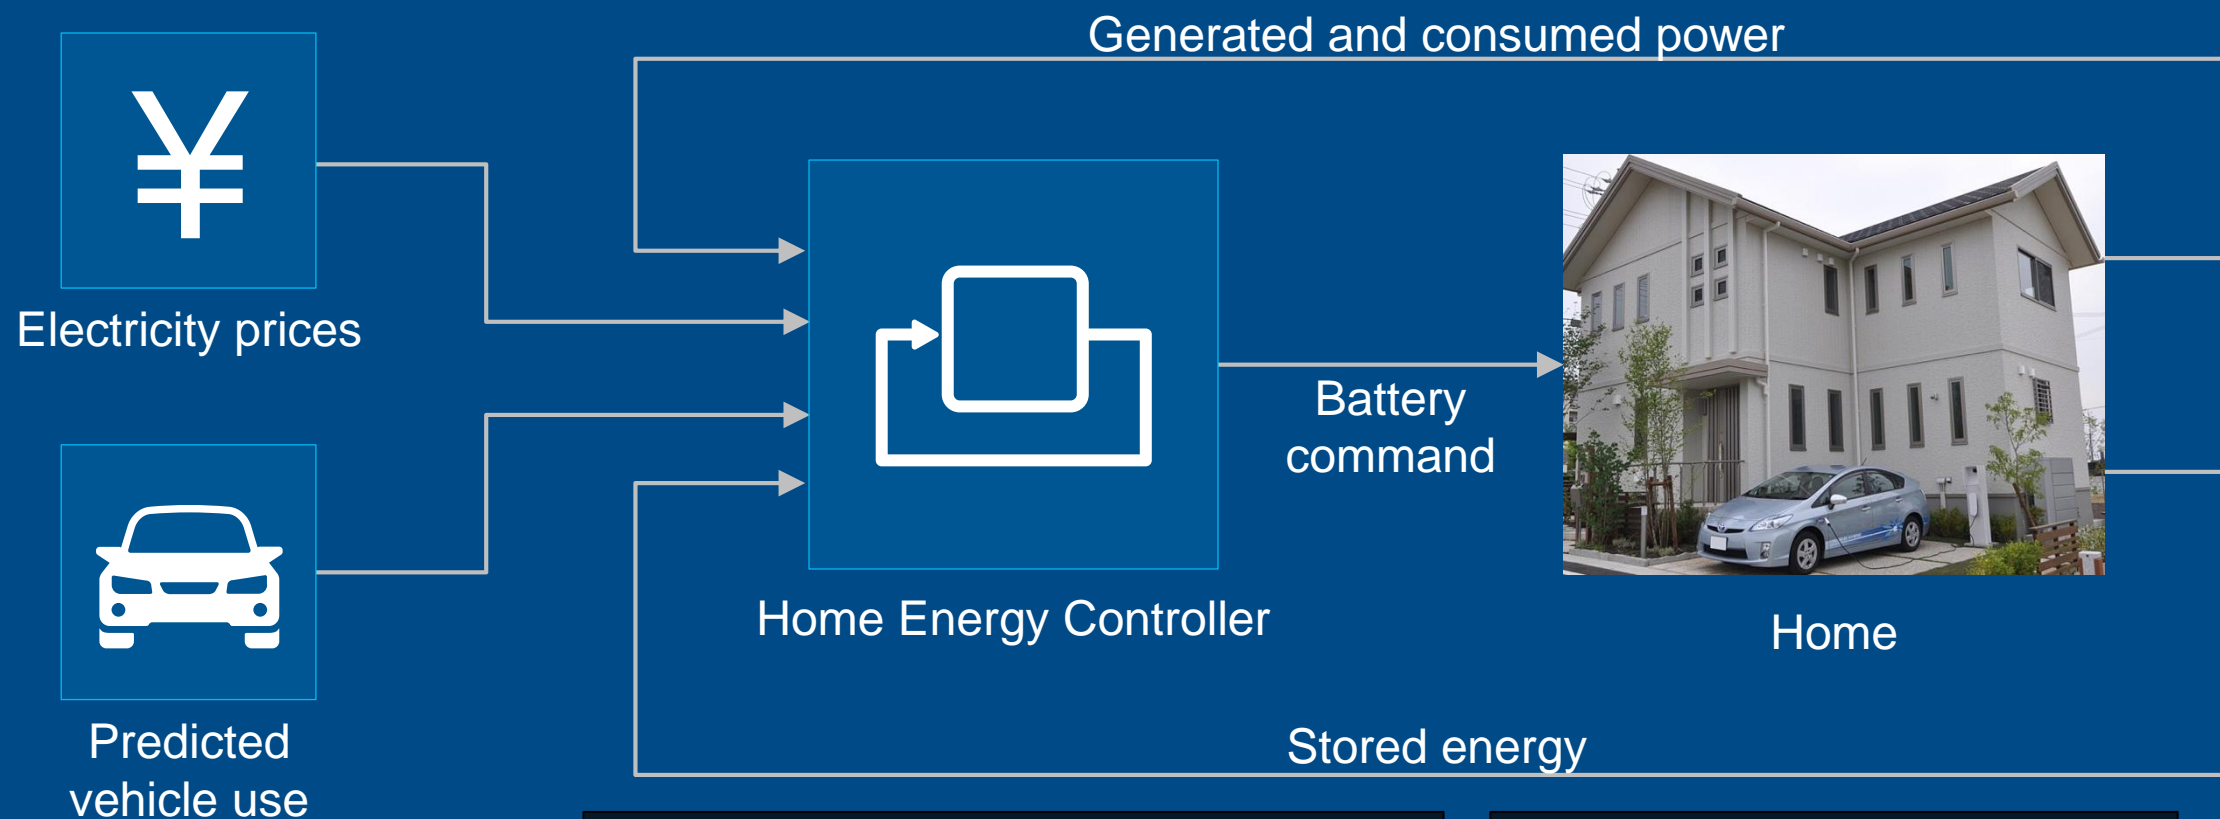 Generated and consumed power
¥
Electricity prices
Battery
command
Home Energy Controller
Home
Predicted
vehicle use
Stored energy